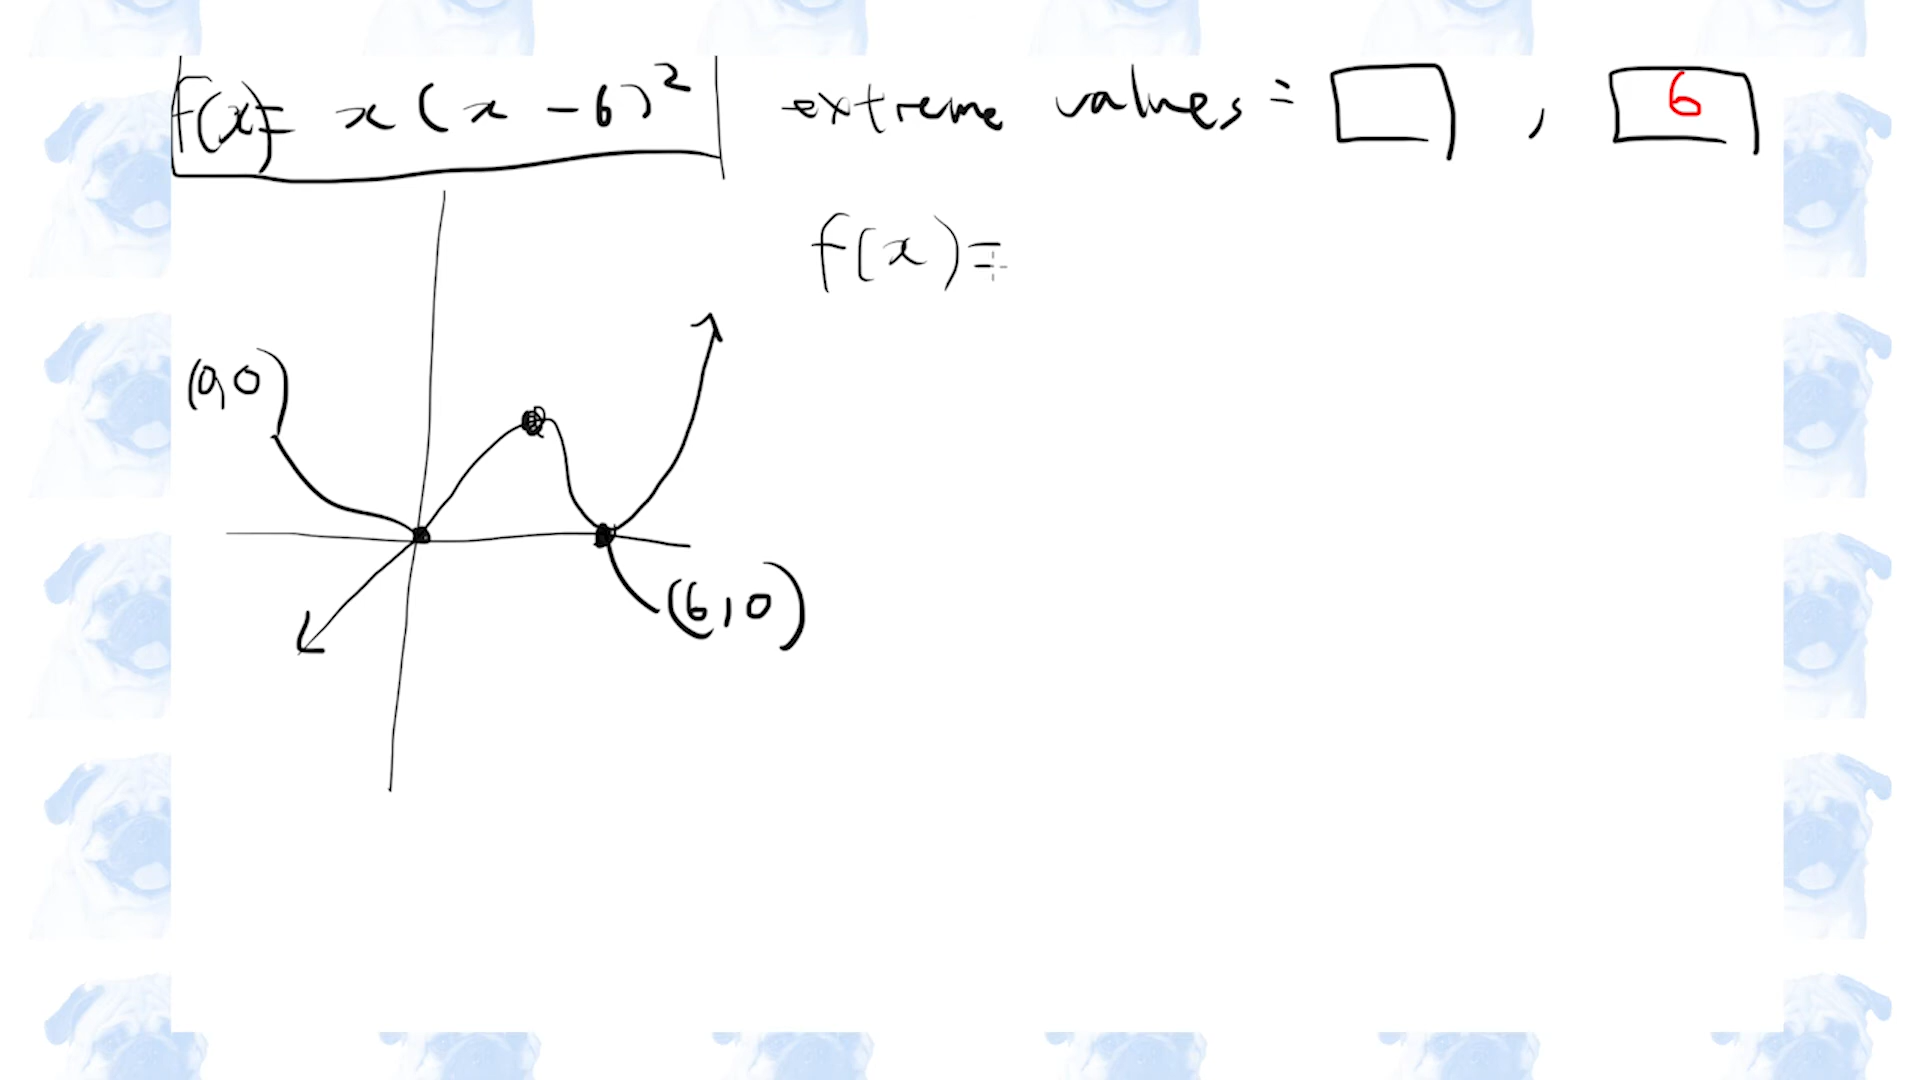 f(x)= x(x-6)² extreme values = , 6
f(x)=
(0,0)
(6,0)